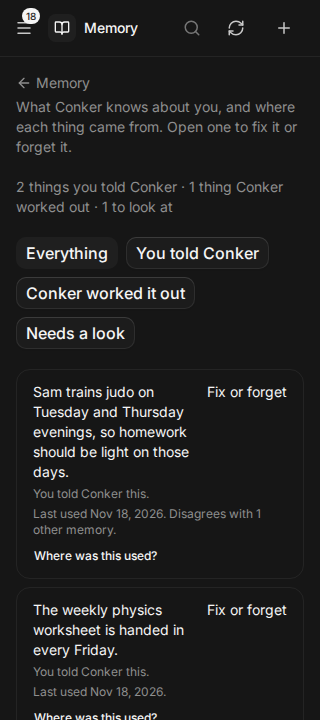 18
Memory
← Memory
What Conker knows about you, and where
each thing came from. Open one to fix it or
forget it.
2 things you told Conker · 1 thing Conker
worked out · 1 to look at
Everything
You told Conker
Conker worked it out
Needs a look
Sam trains judo on
Tuesday and Thursday
evenings, so homework
should be light on those
days.
Fix or forget
You told Conker this.
Last used Nov 18, 2026. Disagrees with 1
other memory.
Where was this used?
The weekly physics
worksheet is handed in
every Friday.
Fix or forget
You told Conker this.
Last used Nov 18, 2026.
Where was this used?